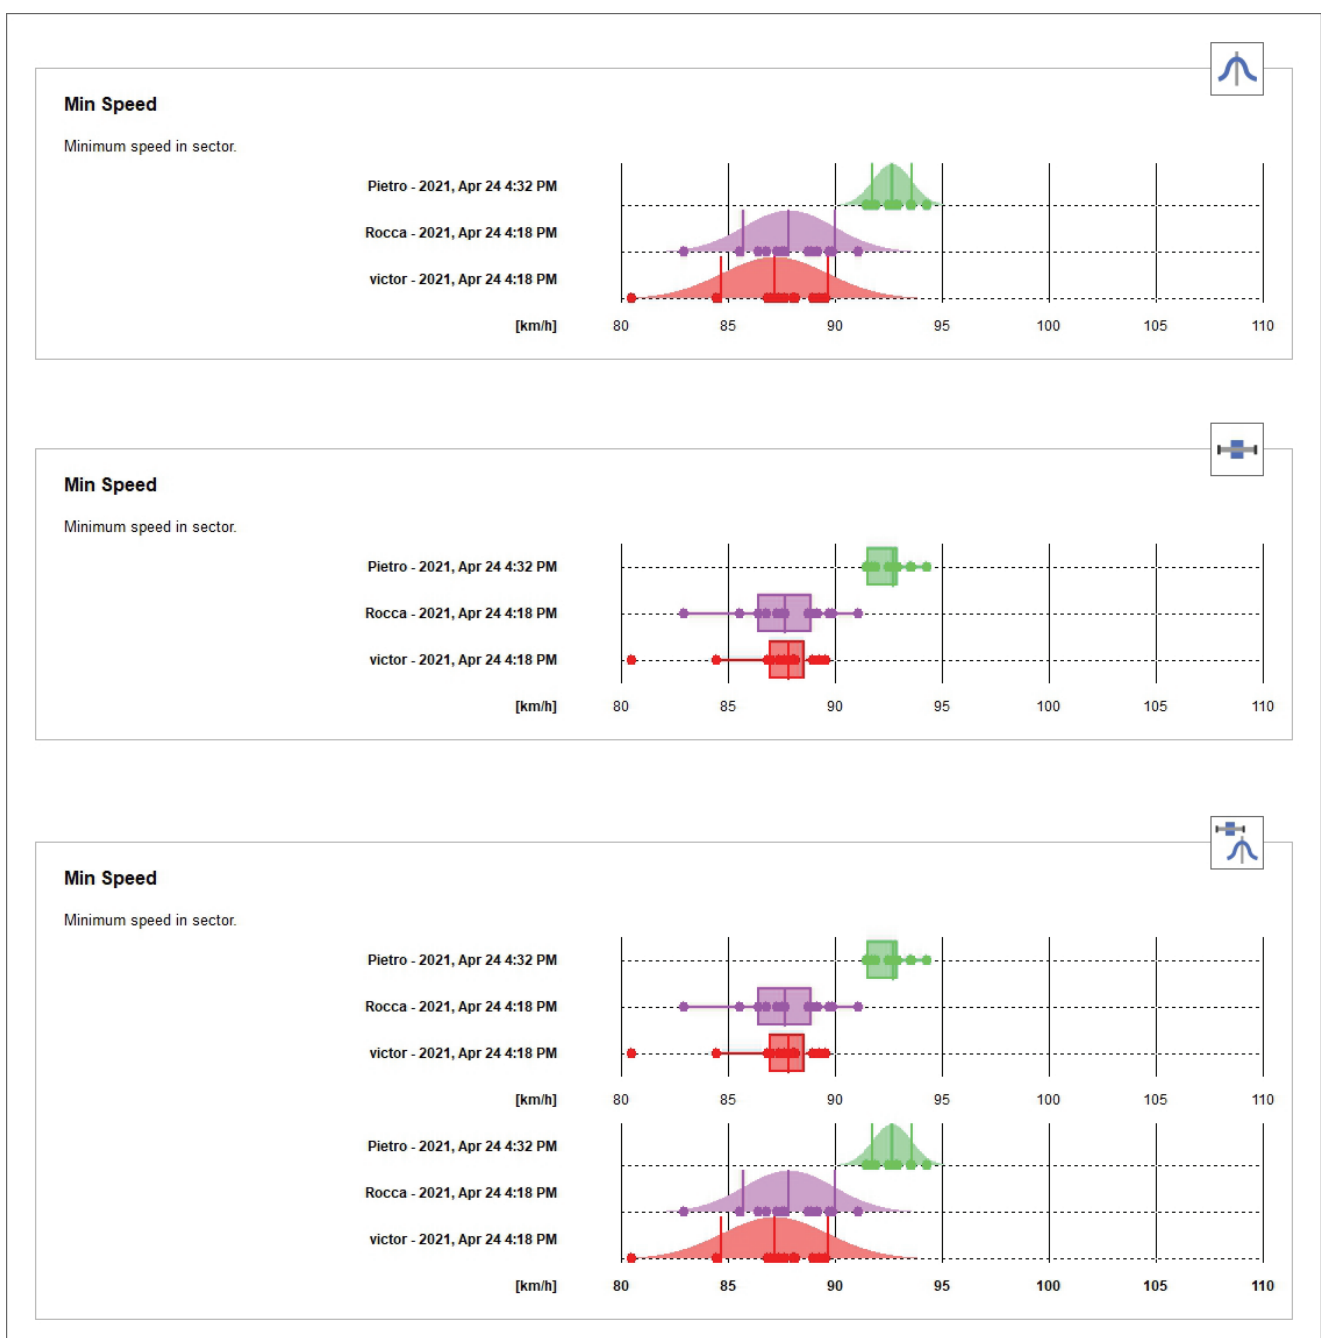 Min Speed
Minimum speed in sector.
Pietro - 2021, Apr 24 4:32 PM
Rocca - 2021, Apr 24 4:18 PM
victor - 2021, Apr 24 4:18 PM
[km/h] 80 85 90 95 100 105 110
Min Speed
Minimum speed in sector.
Pietro - 2021, Apr 24 4:32 PM
Rocca - 2021, Apr 24 4:18 PM
victor - 2021, Apr 24 4:18 PM
[km/h] 80 85 90 95 100 105 110
Min Speed
Minimum speed in sector.
Pietro - 2021, Apr 24 4:32 PM
Rocca - 2021, Apr 24 4:18 PM
victor - 2021, Apr 24 4:18 PM
[km/h] 80 85 90 95 100 105 110
Pietro - 2021, Apr 24 4:32 PM
Rocca - 2021, Apr 24 4:18 PM
victor - 2021, Apr 24 4:18 PM
[km/h] 80 85 90 95 100 105 110